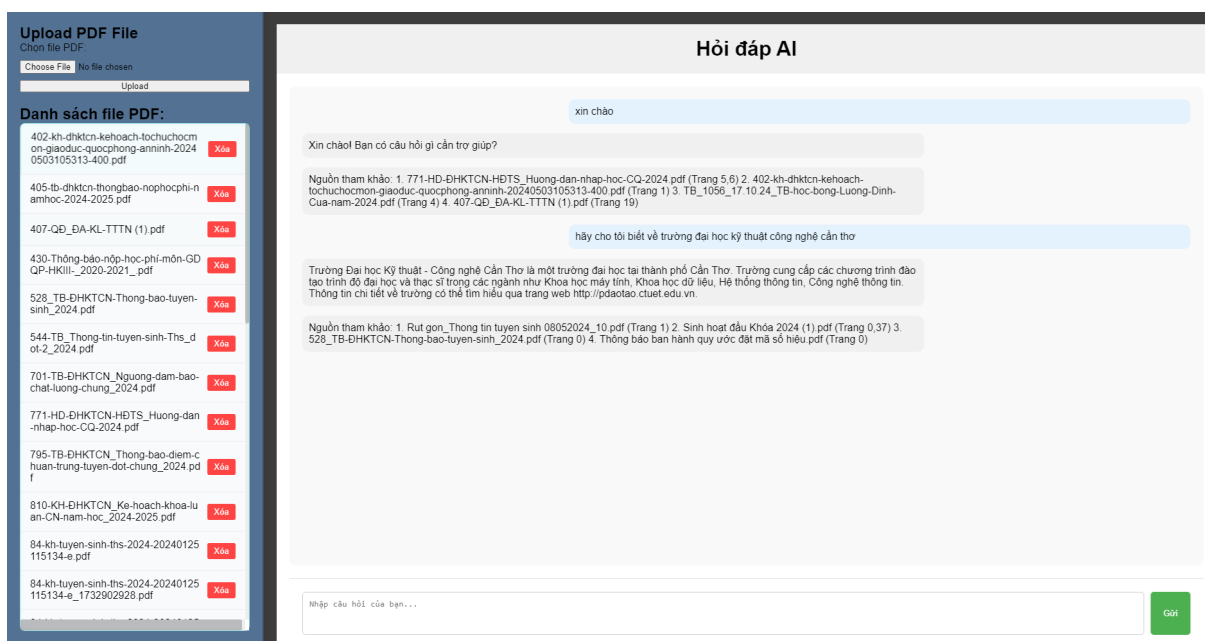 Upload PDF File
Chọn file PDF:
Choose File No file chosen
Upload
Danh sách file PDF:
402-kh-dhktcn-kehoach-tochuchocm
on-giaoduc-quocphong-anninh-2024
0503105313-400.pdf
Xóa
405-tb-dhktcn-thongbao-nophocphi-n
amhoc-2024-2025.pdf
Xóa
407-QĐ_ĐA-KL-TTTN (1).pdf
Xóa
430-Thông-báo-nộp-học-phí-môn-GD
QP-HKIII-_2020-2021_.pdf
Xóa
528_TB-ĐHKTCN-Thong-bao-tuyen-
sinh_2024.pdf
Xóa
544-TB_Thong-tin-tuyen-sinh-Ths_d
ot-2_2024.pdf
Xóa
701-TB-ĐHKTCN_Nguong-dam-bao-
chat-luong-chung_2024.pdf
Xóa
771-HD-ĐHKTCN-HĐTS_Huong-dan
-nhap-hoc-CQ-2024.pdf
Xóa
795-TB-ĐHKTCN_Thong-bao-diem-c
huan-trung-tuyen-dot-chung_2024.pd
f
Xóa
810-KH-ĐHKTCN_Ke-hoach-khoa-lu
an-CN-nam-hoc_2024-2025.pdf
Xóa
84-kh-tuyen-sinh-ths-2024-20240125
115134-e.pdf
Xóa
84-kh-tuyen-sinh-ths-2024-20240125
115134-e_1732902928.pdf
Xóa
Hỏi đáp AI
xin chào
Xin chào! Bạn có câu hỏi gì cần trợ giúp?
Nguồn tham khảo: 1. 771-HD-ĐHKTCN-HĐTS_Huong-dan-nhap-hoc-CQ-2024.pdf (Trang 5,6) 2. 402-kh-dhktcn-kehoach-
tochuchocmon-giaoduc-quocphong-anninh-20240503105313-400.pdf (Trang 1) 3. TB_1056_17.10.24_TB-hoc-bong-Luong-Dinh-
Cua-nam-2024.pdf (Trang 4) 4. 407-QĐ_ĐA-KL-TTTN (1).pdf (Trang 19)
hãy cho tôi biết về trường đại học kỹ thuật công nghệ cần thơ
Trường Đại học Kỹ thuật - Công nghệ Cần Thơ là một trường đại học tại thành phố Cần Thơ. Trường cung cấp các chương trình đào
tạo trình độ đại học và thạc sĩ trong các ngành như Khoa học máy tính, Khoa học dữ liệu, Hệ thống thông tin, Công nghệ thông tin.
Thông tin chi tiết về trường có thể tìm hiểu qua trang web http://pdaotao.ctuet.edu.vn.
Nguồn tham khảo: 1. Rut gon_Thong tin tuyen sinh 08052024_10.pdf (Trang 1) 2. Sinh hoạt đầu Khóa 2024 (1).pdf (Trang 0,37) 3.
528_TB-ĐHKTCN-Thong-bao-tuyen-sinh_2024.pdf (Trang 0) 4. Thông báo ban hành quy ước đặt mã số hiệu.pdf (Trang 0)
Nhập câu hỏi của bạn...
Gửi